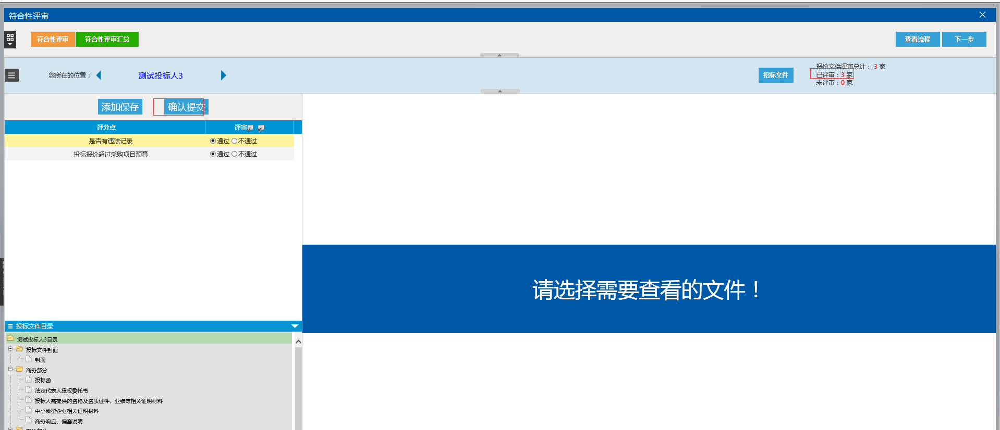 符合性评审
符合性评审 符合性评审汇总 查看流程 下一步
您所在的位置： 测试投标人3 招标文件
报价文件评审总计： 3 家
已评审：3 家
未评审：0 家
添加保存 确认提交
评分点 评审
是否有违法记录 通过 不通过
投标报价超过采购项目预算 通过 不通过
请选择需要查看的文件！
投标文件目录
测试投标人3目录
投标文件封面
封面
商务部分
投标函
法定代表人授权委托书
投标人需提供的资格及资质证件、业绩等相关证明材料
中小微型企业相关证明材料
商务响应、偏离说明